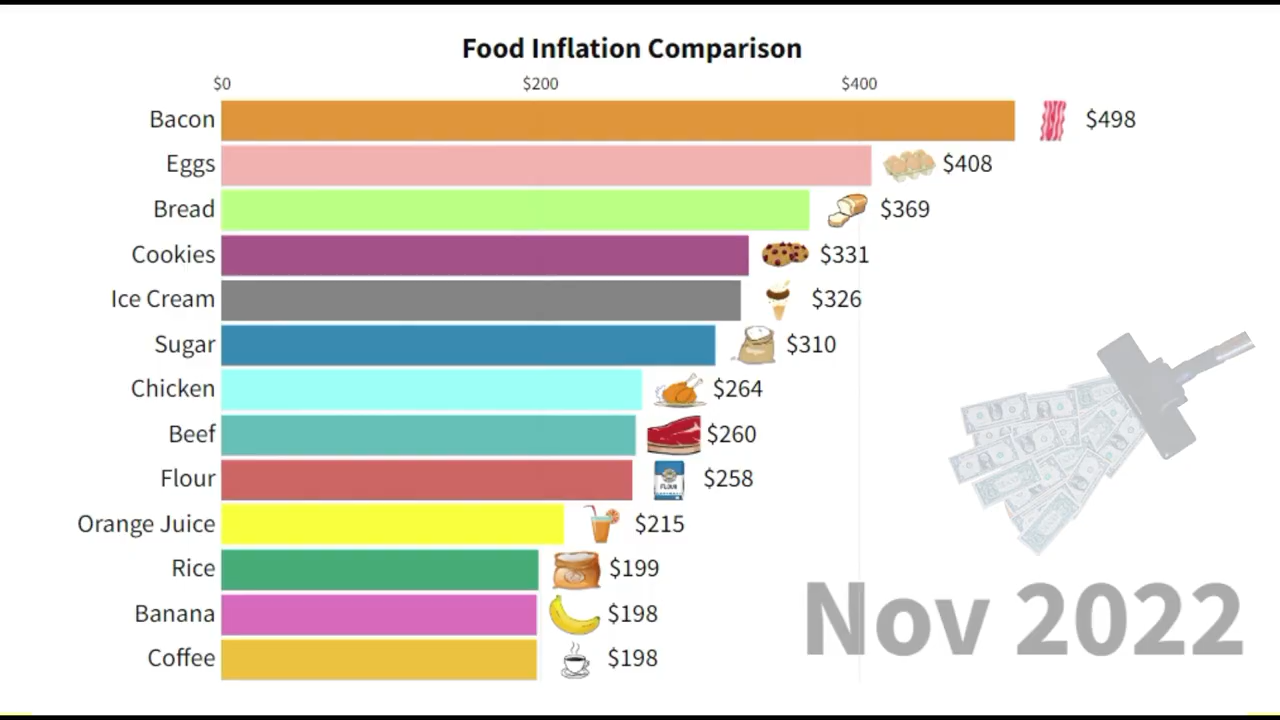 Food Inflation Comparison
$0 $200 $400
Bacon $498
Eggs $408
Bread $369
Cookies $331
Ice Cream $326
Sugar $310
Chicken $264
Beef $260
Flour FLOUR $258
Orange Juice $215
Rice $199
Banana $198
Coffee $198
Nov 2022